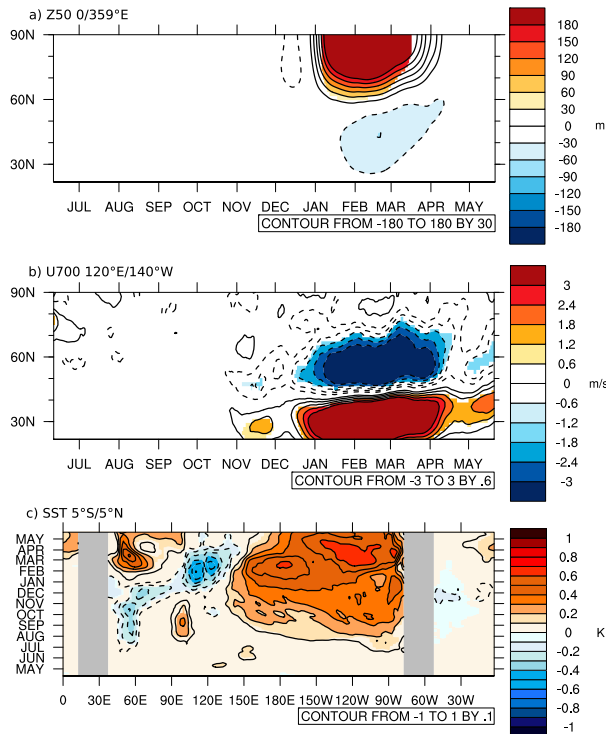 a) Z50 0/359°E
90N
60N
30N
JUL AUG SEP OCT NOV DEC JAN FEB MAR APR MAY
CONTOUR FROM -180 TO 180 BY 30
180
150
120
90
60
30
0
-30
-60
-90
-120
-150
-180
m
b) U700 120°E/140°W
90N
60N
30N
JUL AUG SEP OCT NOV DEC JAN FEB MAR APR MAY
CONTOUR FROM -3 TO 3 BY .6
3
2.4
1.8
1.2
0.6
0
-0.6
-1.2
-1.8
-2.4
-3
m/s
c) SST 5°S/5°N
MAY
APR
MAR
FEB
JAN
DEC
NOV
OCT
SEP
AUG
JUL
JUN
MAY
0 30E 60E 90E 120E 150E 180 150W 120W 90W 60W 30W
CONTOUR FROM -1 TO 1 BY .1
1
0.8
0.6
0.4
0.2
0
-0.2
-0.4
-0.6
-0.8
-1
K